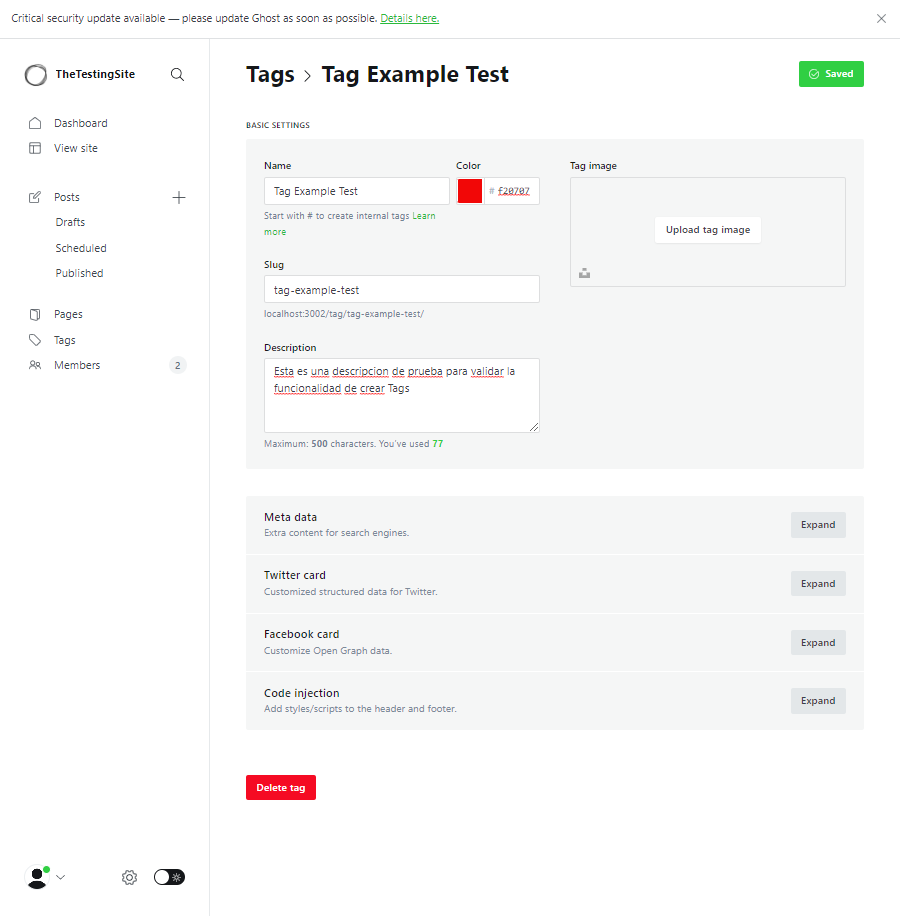 Critical security update available — please update Ghost as soon as possible. Details here.
TheTestingSite
Dashboard
View site
Posts
Drafts
Scheduled
Published
Pages
Tags
Members 2
Tags > Tag Example Test
Saved
BASIC SETTINGS
Name
Tag Example Test
Start with # to create internal tags Learn
more
Color
# f20707
Slug
tag-example-test
localhost:3002/tag/tag-example-test/
Description
Esta es una descripcion de prueba para validar la
funcionalidad de crear Tags
Maximum: 500 characters. You've used 77
Tag image
Upload tag image
Meta data
Extra content for search engines.
Expand
Twitter card
Customized structured data for Twitter.
Expand
Facebook card
Customize Open Graph data.
Expand
Code injection
Add styles/scripts to the header and footer.
Expand
Delete tag